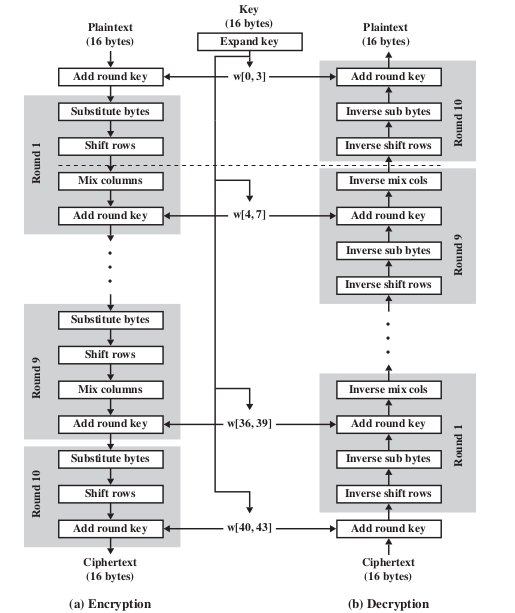 Key
(16 bytes)
Expand key
Plaintext
(16 bytes)
Add round key
Round 1
Substitute bytes
Shift rows
Mix columns
Add round key
Round 9
Substitute bytes
Shift rows
Mix columns
Add round key
Round 10
Substitute bytes
Shift rows
Add round key
Ciphertext
(16 bytes)
(a) Encryption
w[0, 3]
w[4, 7]
w[36, 39]
w[40, 43]
Plaintext
(16 bytes)
Add round key
Inverse sub bytes
Inverse shift rows
Round 10
Inverse mix cols
Add round key
Inverse sub bytes
Inverse shift rows
Round 9
Inverse mix cols
Add round key
Inverse sub bytes
Inverse shift rows
Round 1
Add round key
Ciphertext
(16 bytes)
(b) Decryption